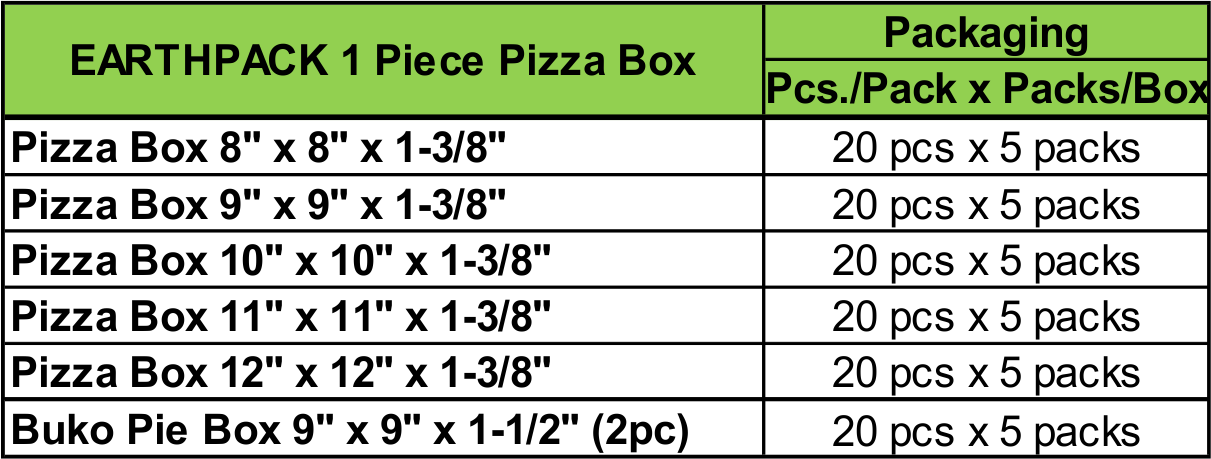 EARTHPACK 1 Piece Pizza Box
Packaging
Pcs./Pack x Packs/Box
Pizza Box 8" x 8" x 1-3/8"
20 pcs x 5 packs
Pizza Box 9" x 9" x 1-3/8"
20 pcs x 5 packs
Pizza Box 10" x 10" x 1-3/8"
20 pcs x 5 packs
Pizza Box 11" x 11" x 1-3/8"
20 pcs x 5 packs
Pizza Box 12" x 12" x 1-3/8"
20 pcs x 5 packs
Buko Pie Box 9" x 9" x 1-1/2" (2pc)
20 pcs x 5 packs